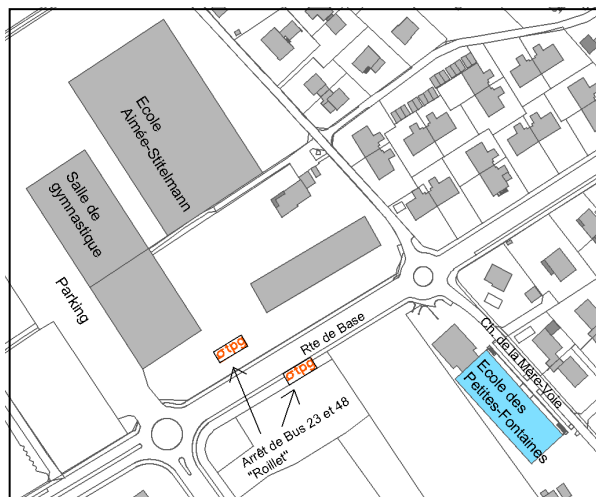 Ecole
Aimée-Stitelmann
Salle de
gymnastique
Parking
tpg
Rte de Base
tpg
Arrêt de Bus 23 et 48
"Roillet"
Ch. de la Mère-Voie
Ecole des
Petites-Fontaines